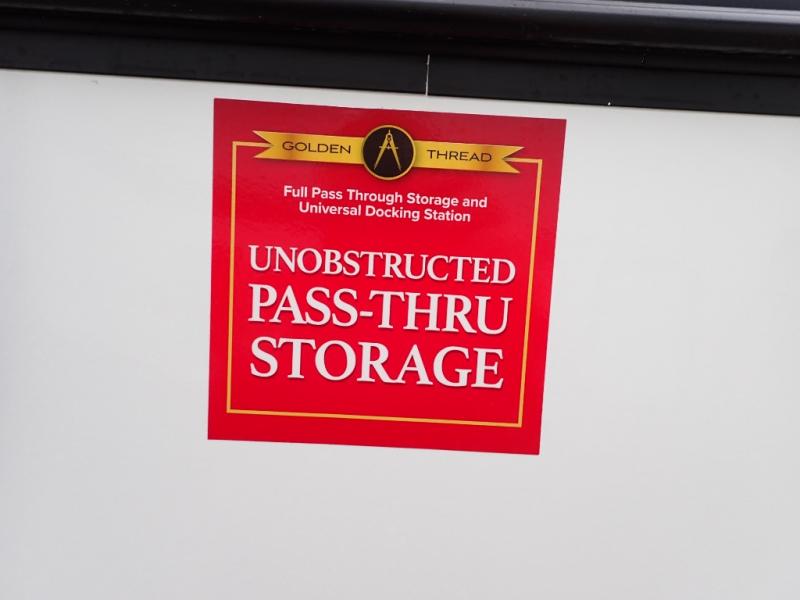 GOLDEN THREAD
Full Pass Through Storage and
Universal Docking Station
UNOBSTRUCTED
PASS-THRU
STORAGE